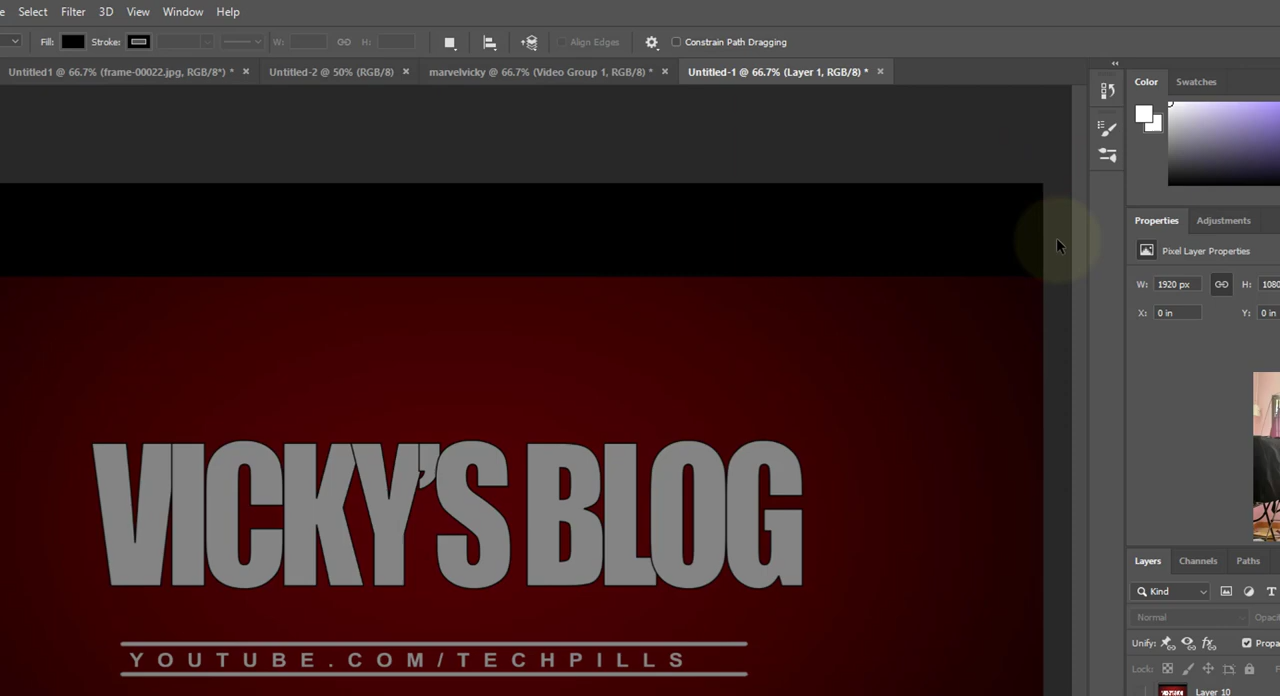 Select Filter 3D View Window Help
Fill: Stroke: W: H: Align Edges Constrain Path Dragging
Untitled1 @ 66.7% (frame-00022.jpg, RGB/8*) * × Untitled-2 @ 50% (RGB/8) × marvelvicky @ 66.7% (Video Group 1, RGB/8) * × Untitled-1 @ 66.7% (Layer 1, RGB/8) * ×
Color Swatches
Properties Adjustments
Pixel Layer Properties
W: 1920 px H: 1080
X: 0 in Y: 0 in
VICKY'S BLOG
YOUTUBE.COM/TECHPILLS
Layers Channels Paths
Kind T
Normal Opaci
Unify: Propa
Lock:
Layer 10